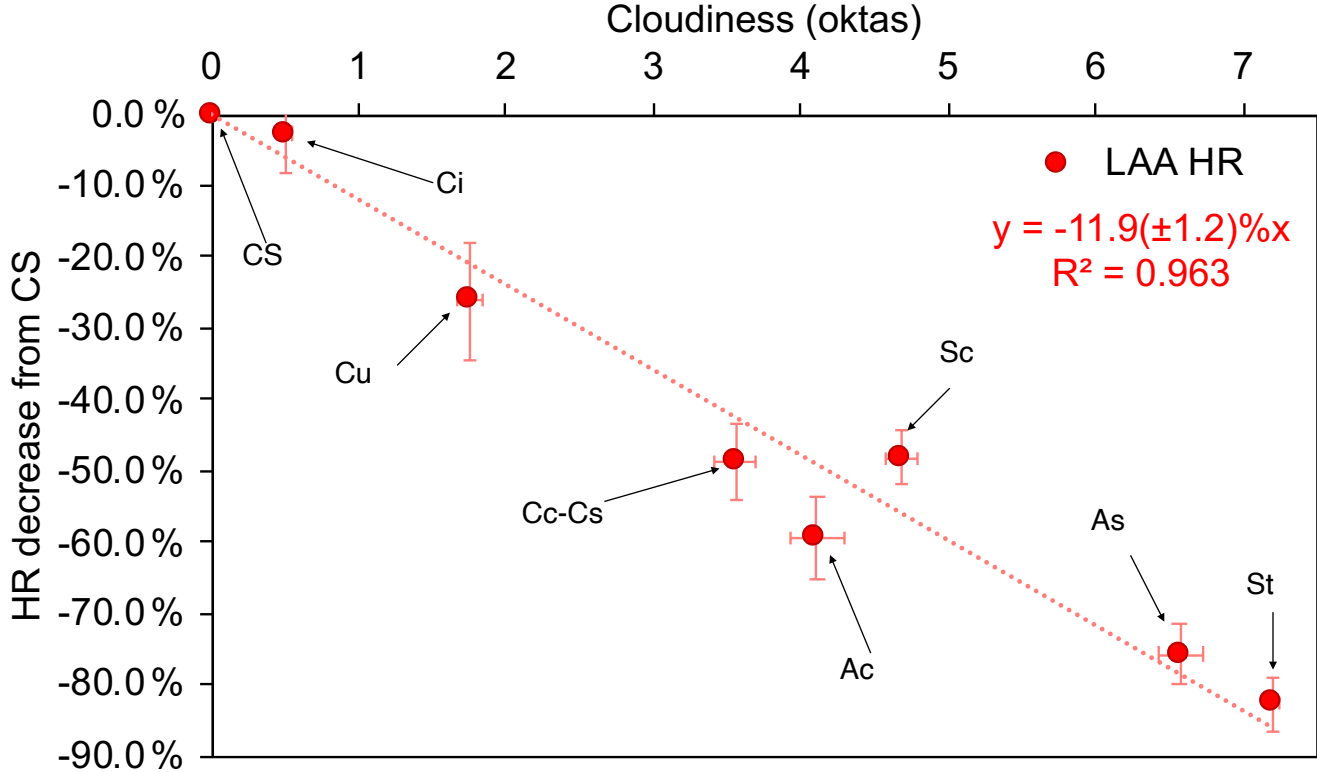 Cloudiness (oktas)
0 1 2 3 4 5 6 7
HR decrease from CS
0.0 %
-10.0 %
-20.0 %
-30.0 %
-40.0 %
-50.0 %
-60.0 %
-70.0 %
-80.0 %
-90.0 %
LAA HR
y = -11.9(±1.2)%x
R² = 0.963
CS
Ci
Cu
Cc-Cs
Ac
Sc
As
St